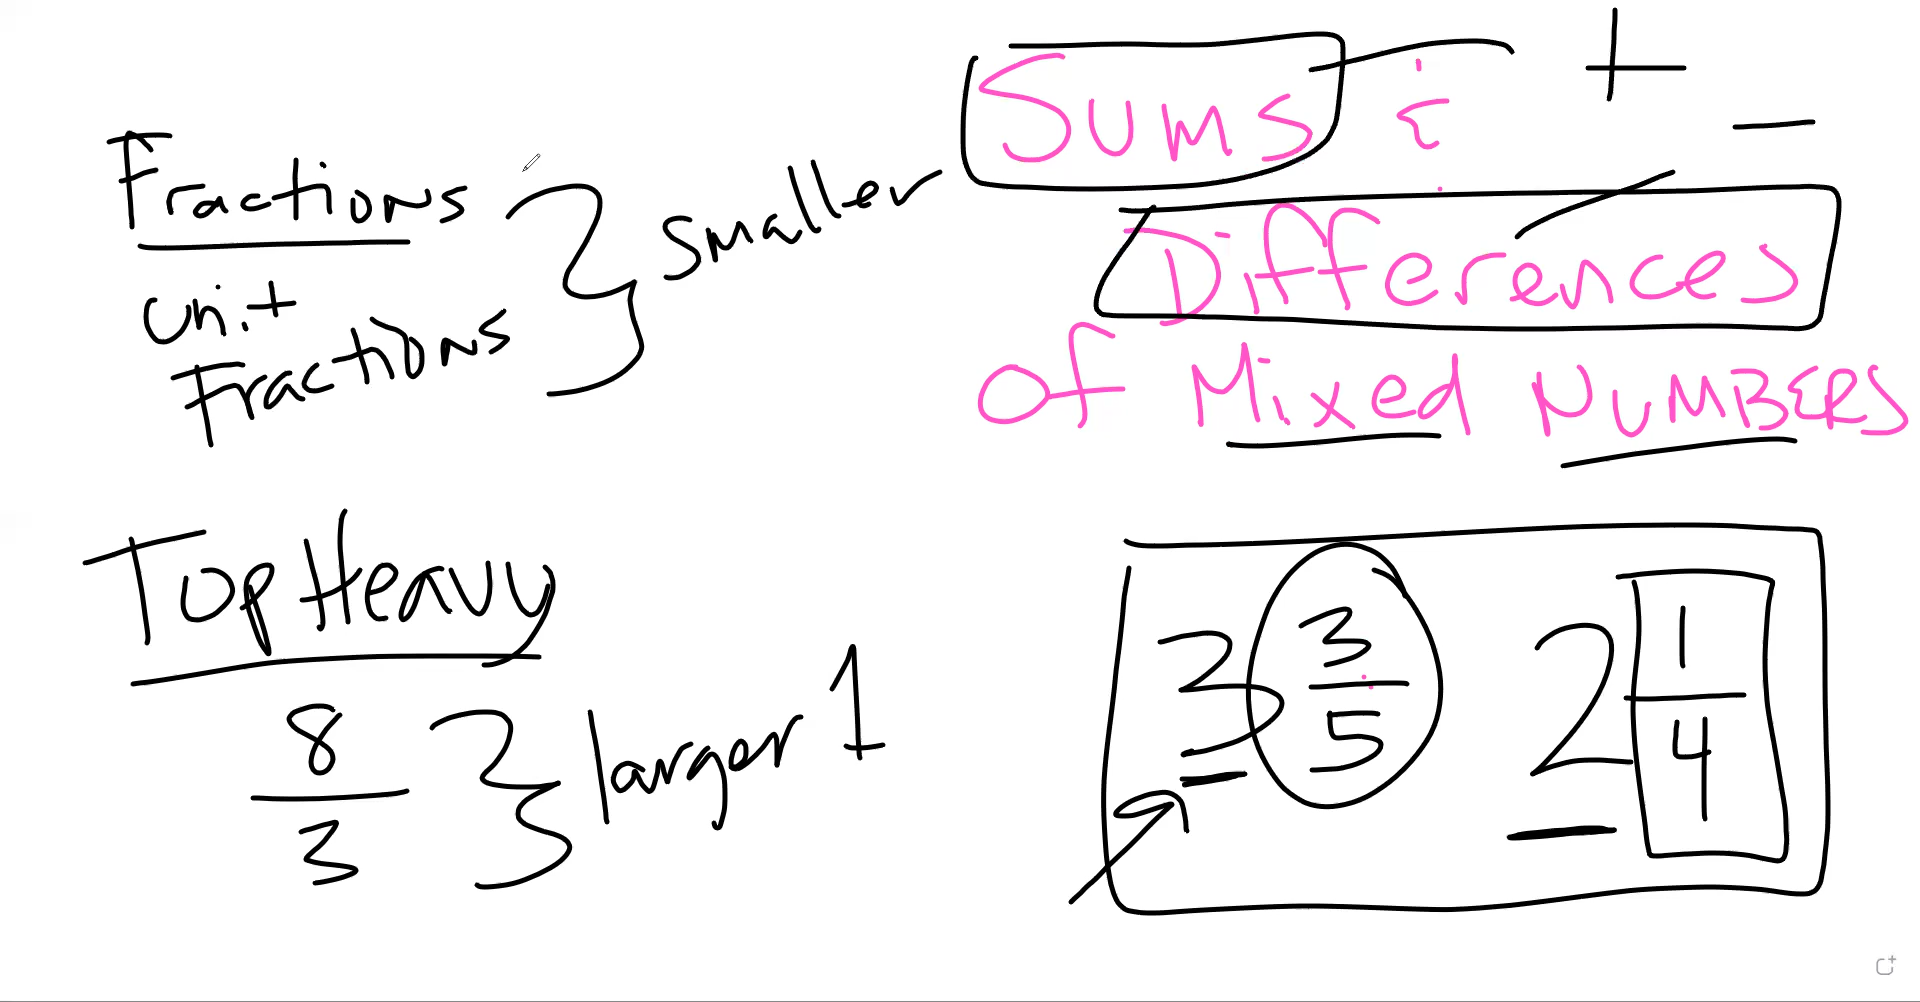 Sums & +
Differences −
of Mixed NUMBERS
Fractions
unit
Fractions
smaller
Top Heavy
8/3
larger 1
3 3/5 2 1/4